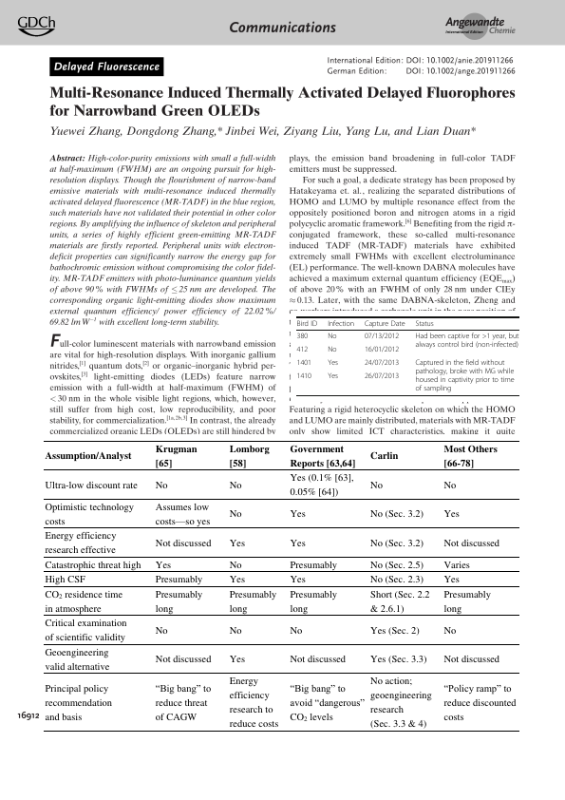 GDCh
Communications
Angewandte
International Edition Chemie
Delayed Fluorescence
International Edition: DOI: 10.1002/anie.201911266
German Edition: DOI: 10.1002/ange.201911266
Multi-Resonance Induced Thermally Activated Delayed Fluorophores
for Narrowband Green OLEDs
Yuewei Zhang, Dongdong Zhang,* Jinbei Wei, Ziyang Liu, Yang Lu, and Lian Duan*
Abstract: High-color-purity emissions with small a full-width
at half-maximum (FWHM) are an ongoing pursuit for high-
resolution displays. Though the flourishment of narrow-band
emissive materials with multi-resonance induced thermally
activated delayed fluorescence (MR-TADF) in the blue region,
such materials have not validated their potential in other color
regions. By amplifying the influence of skeleton and peripheral
units, a series of highly efficient green-emitting MR-TADF
materials are firstly reported. Peripheral units with electron-
deficit properties can significantly narrow the energy gap for
bathochromic emission without compromising the color fidel-
ity. MR-TADF emitters with photo-luminance quantum yields
of above 90 % with FWHMs of ≤ 25 nm are developed. The
corresponding organic light-emitting diodes show maximum
external quantum efficiency/ power efficiency of 22.02 %/
69.82 lm W⁻¹ with excellent long-term stability.
Full-color luminescent materials with narrowband emission
are vital for high-resolution displays. With inorganic gallium
nitrides,[1] quantum dots,[2] or organic–inorganic hybrid per-
ovskites,[3] light-emitting diodes (LEDs) feature narrow
emission with a full-width at half-maximum (FWHM) of
< 30 nm in the whole visible light regions, which, however,
still suffer from high cost, low reproducibility, and poor
stability, for commercialization.[1a,2b,3] In contrast, the already
commercialized organic LEDs (OLEDs) are still hindered by
plays, the emission band broadening in full-color TADF
emitters must be suppressed.
For such a goal, a dedicate strategy has been proposed by
Hatakeyama et. al., realizing the separated distributions of
HOMO and LUMO by multiple resonance effect from the
oppositely positioned boron and nitrogen atoms in a rigid
polycyclic aromatic framework.[6] Benefiting from the rigid π-
conjugated framework, these so-called multi-resonance
induced TADF (MR-TADF) materials have exhibited
extremely small FWHMs with excellent electroluminance
(EL) performance. The well-known DABNA molecules have
achieved a maximum quantum efficiency (EQEmax)
of above 20 % with an FWHM of only 28 nm under CIEy
≈ 0.13. Later, with the same DABNA-skeleton, Zheng and
Bird ID Infection Capture Date Status
380 No 07/13/2012 Had been captive for >1 year, but
always control bird (non-infected)
412 No 16/01/2012
1401 Yes 24/07/2013 Captured in the field without
pathology, broke with MG while
1410 Yes 26/07/2013 housed in captivity prior to time
of sampling
Featuring a rigid heterocyclic skeleton on which the HOMO
and LUMO are mainly distributed, materials with MR-TADF
only show limited ICT characteristics, making it quite
Assumption/Analyst Krugman [65] Lomborg [58] Government Reports [63,64] Carlin Most Others [66-78]
Ultra-low discount rate No No Yes (0.1% [63], 0.05% [64]) No No
Optimistic technology costs Assumes low costs—so yes No Yes No (Sec. 3.2) Yes
Energy efficiency research effective Not discussed Yes Yes No (Sec. 3.2) Not discussed
Catastrophic threat high Yes No Presumably No (Sec. 2.5) Varies
High CSF Presumably Yes Yes No (Sec. 2.3) Yes
CO₂ residence time in atmosphere Presumably long Presumably long Presumably long Short (Sec. 2.2 & 2.6.1) Presumably long
Critical examination of scientific validity No No No Yes (Sec. 2) No
Geoengineering valid alternative Not discussed Yes Not discussed Yes (Sec. 3.3) Not discussed
Principal policy recommendation and basis "Big bang" to reduce threat of CAGW Energy efficiency research to reduce costs "Big bang" to avoid "dangerous" CO₂ levels No action; geoengineering research (Sec. 3.3 & 4) "Policy ramp" to reduce discounted costs
16912